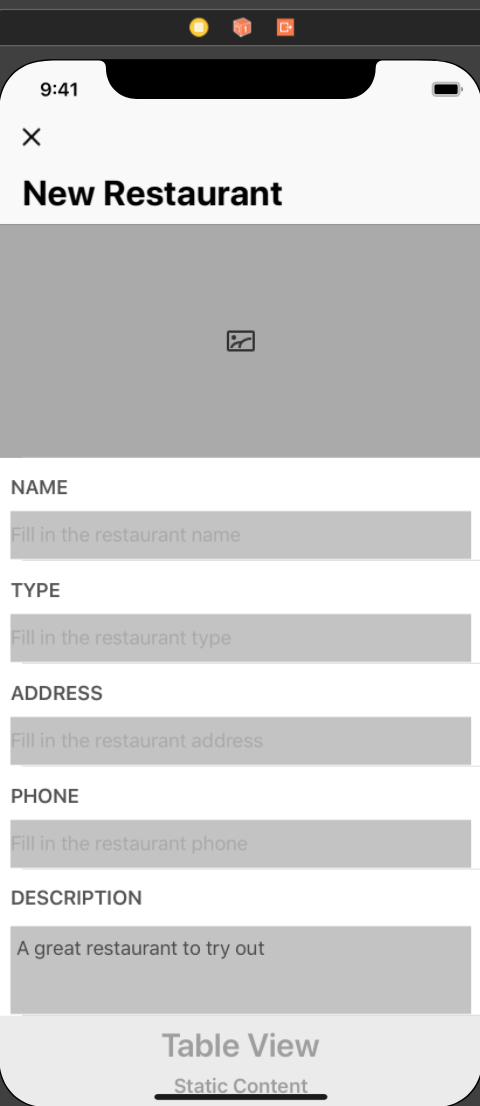 9:41
New Restaurant
NAME
Fill in the restaurant name
TYPE
Fill in the restaurant type
ADDRESS
Fill in the restaurant address
PHONE
Fill in the restaurant phone
DESCRIPTION
A great restaurant to try out
Table View
Static Content